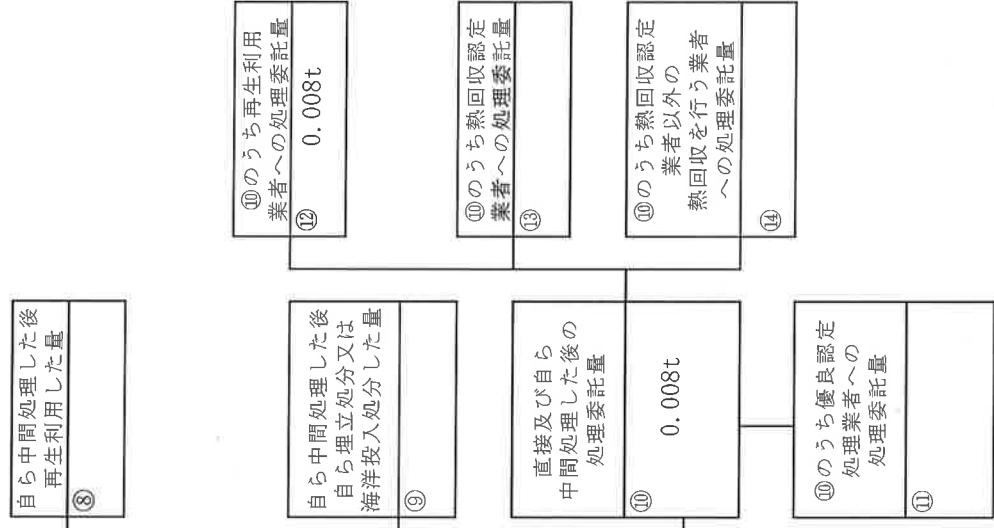 自ら中間処理した後
再生利用した量
⑧
自ら中間処理した後
自ら埋立処分又は
海洋投入処分した量
⑨
直接及び自ら
中間処理した後の
処理委託量
⑩
0.008t
⑩のうち優良認定
処理業者への
処理委託量
⑪
⑩のうち再生利用
業者への処理委託量
⑫
0.008t
⑩のうち熱回収認定
業者への処理委託量
⑬
⑩のうち熱回収認定
業者以外の
熱回収を行う業者
への処理委託量
⑭